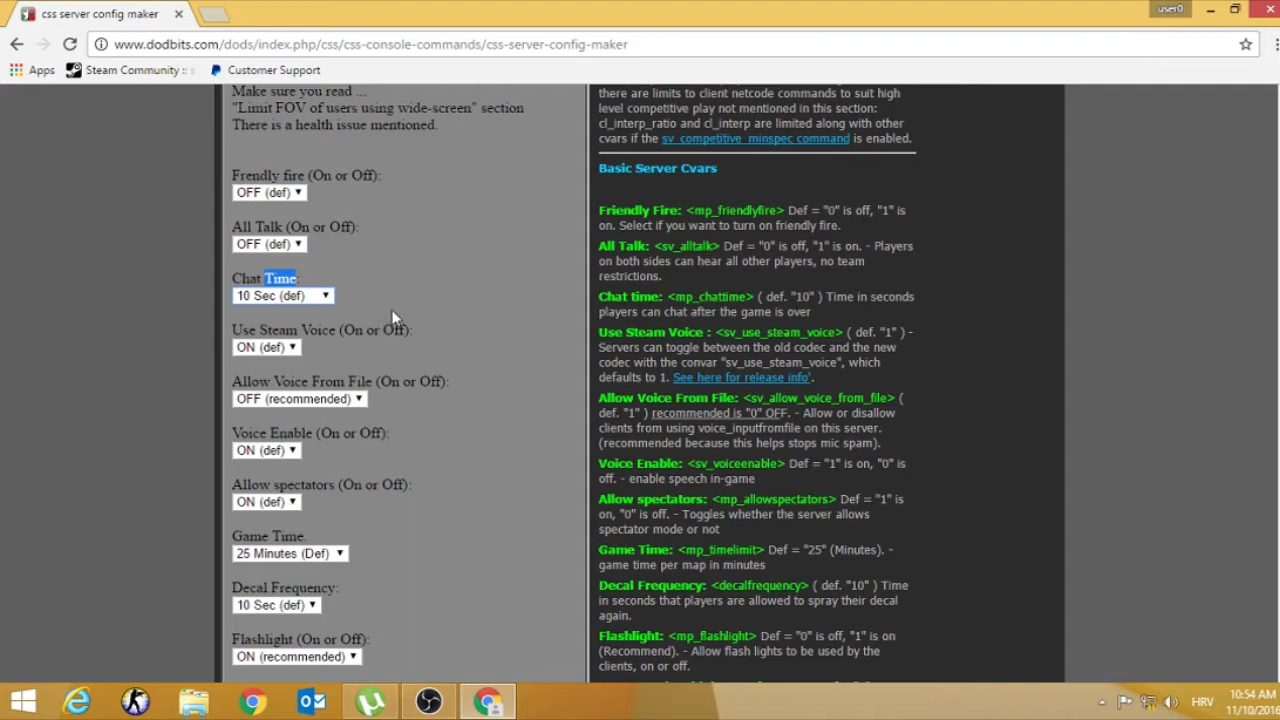 css server config maker
user0
www.dodbits.com/dods/index.php/css/css-console-commands/css-server-config-maker
Apps Steam Community :: Customer Support
Make sure you read ...
"Limit FOV of users using wide-screen" section
There is a health issue mentioned.
Frendly fire (On or Off):
OFF (def)
All Talk (On or Off):
OFF (def)
Chat Time:
10 Sec (def)
Use Steam Voice (On or Off):
ON (def)
Allow Voice From File (On or Off):
OFF (recommended)
Voice Enable (On or Off):
ON (def)
Allow spectators (On or Off):
ON (def)
Game Time.
25 Minutes (Def)
Decal Frequency:
10 Sec (def)
Flashlight (On or Off):
ON (recommended)
there are limits to client netcode commands to suit high
level competitive play not mentioned in this section:
cl_interp_ratio and cl_interp are limited along with other
cvars if the sv_competitive_minspec command is enabled.
Basic Server Cvars
Friendly Fire: <mp_friendlyfire> Def = "0" is off, "1" is
on. Select if you want to turn on friendly fire.
All Talk: <sv_alltalk> Def = "0" is off, "1" is on. - Players
on both sides can hear all other players, no team
restrictions.
Chat time: <mp_chattime> ( def. "10" ) Time in seconds
players can chat after the game is over
Use Steam Voice : <sv_use_steam_voice> ( def. "1" ) -
Servers can toggle between the old codec and the new
codec with the convar "sv_use_steam_voice", which
defaults to 1. See here for release info'.
Allow Voice From File: <sv_allow_voice_from_file> (
def. "1" ) recommended is "0" OFF. - Allow or disallow
clients from using voice_inputfromfile on this server.
(recommended because this helps stops mic spam).
Voice Enable: <sv_voiceenable> Def = "1" is on, "0" is
off. - enable speech in-game
Allow spectators: <mp_allowspectators> Def = "1" is
on, "0" is off. - Toggles whether the server allows
spectator mode or not
Game Time: <mp_timelimit> Def = "25" (Minutes). -
game time per map in minutes
Decal Frequency: <decalfrequency> ( def. "10" ) Time
in seconds that players are allowed to spray their decal
again.
Flashlight: <mp_flashlight> Def = "0" is off, "1" is on
(Recommend). - Allow flash lights to be used by the
clients, on or off.
HRV
10:54 AM
11/10/2016